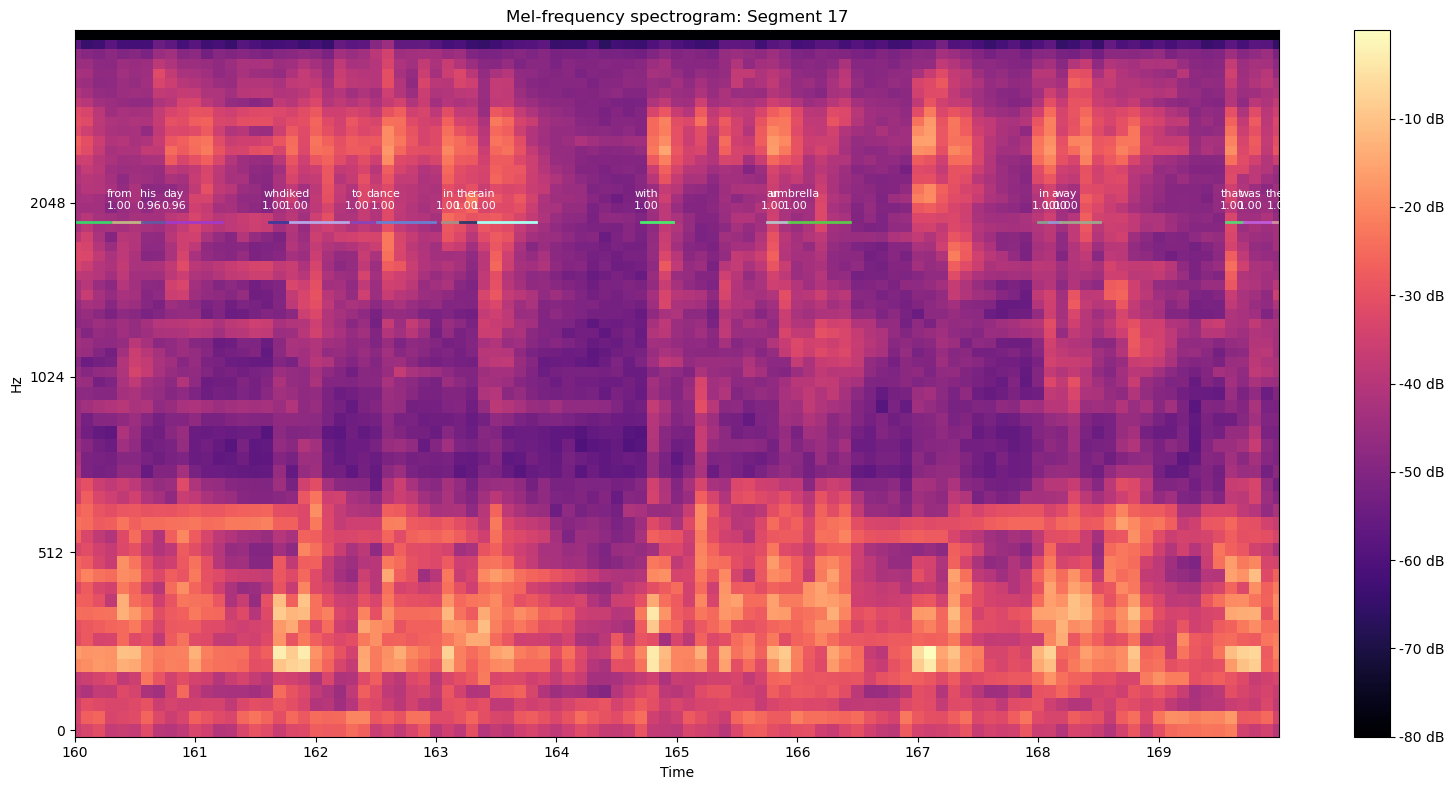 Mel-frequency spectrogram: Segment 17
from his day who liked to dance in the rain with an umbrella in a way that was the
1.00 0.96 0.96 1.00 1.00 1.00 1.00 1.00 1.00 1.00 1.00 1.00 1.00 1.00 1.00 1.00 1.00 1.00
2048
1024
512
0
Hz
160 161 162 163 164 165 166 167 168 169
Time
-10 dB
-20 dB
-30 dB
-40 dB
-50 dB
-60 dB
-70 dB
-80 dB